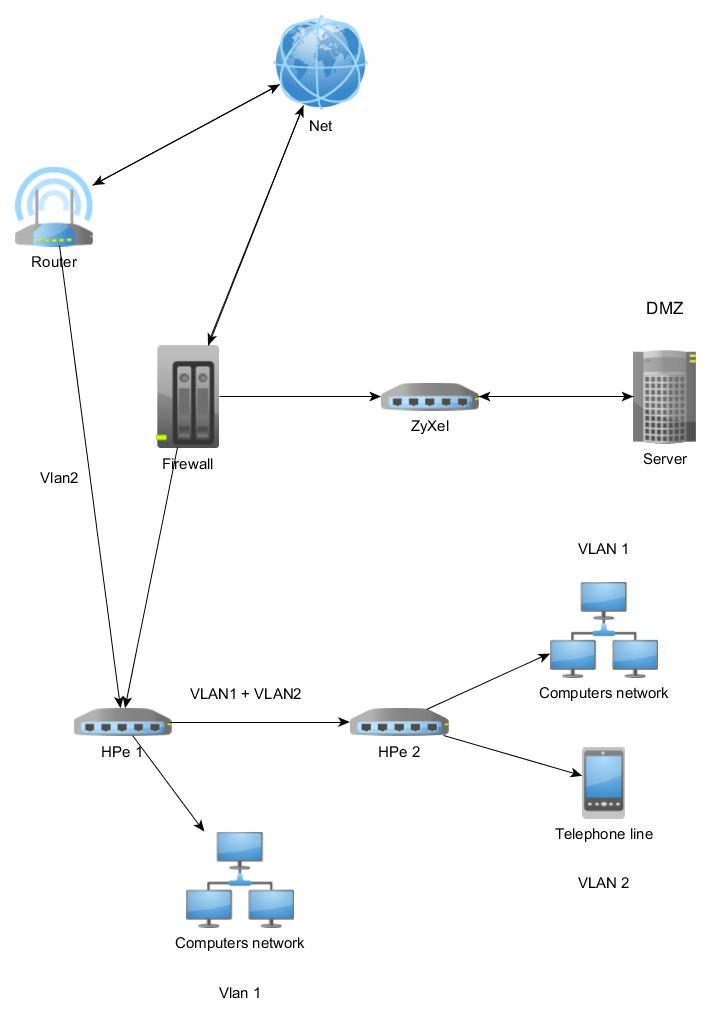 Net
Router
DMZ
ZyXel
Server
Firewall
Vlan2
VLAN 1
Computers network
VLAN1 + VLAN2
HPe 1
HPe 2
Telephone line
VLAN 2
Computers network
Vlan 1